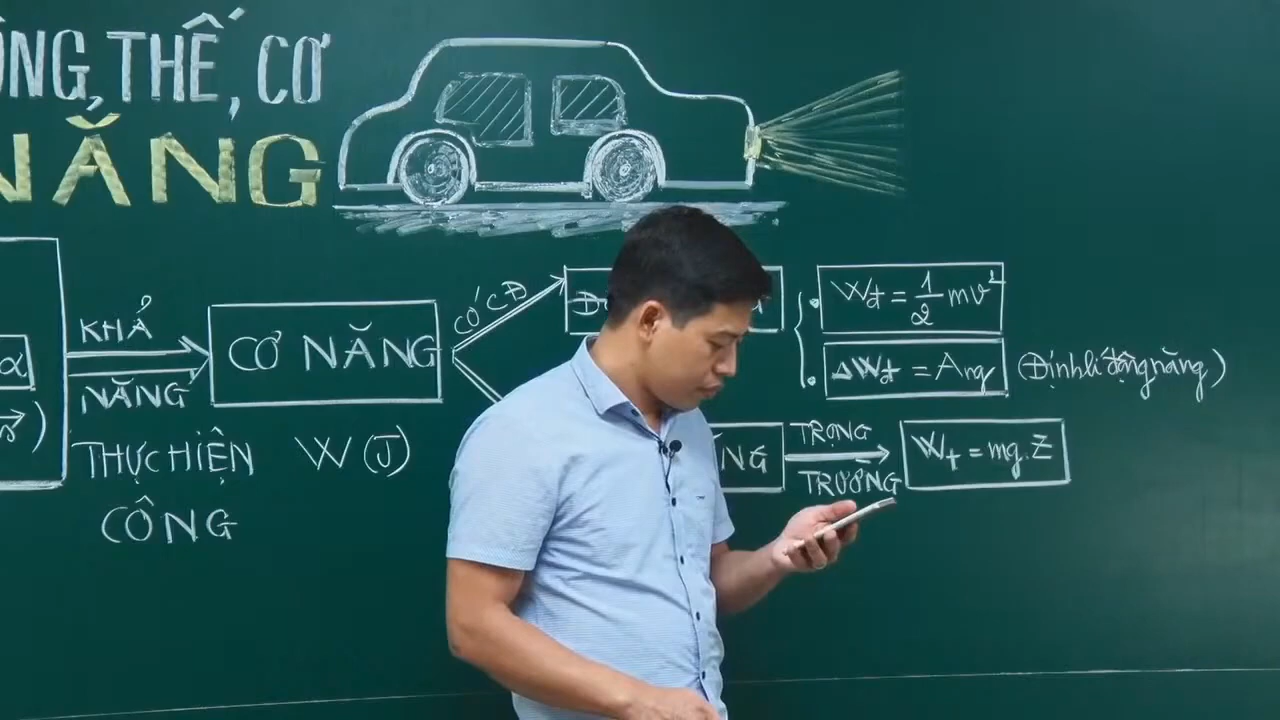 THẾ, CƠ
NĂNG
KHẢ
NĂNG
THỰC HIỆN
CÔNG
CƠ NĂNG
W (J)
CÓ CĐ
Wđ = 1/2 mv²
ΔWđ = Ang
(Định lí động năng)
NG
TRỌNG
TRƯỜNG
Wt = mg.Z